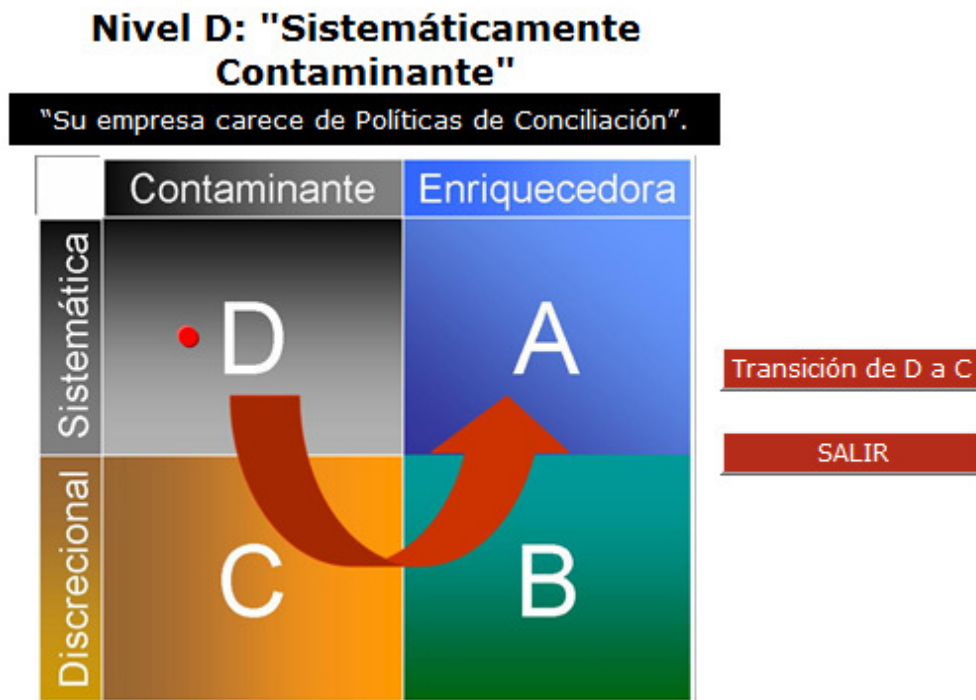 Nivel D: "Sistemáticamente
Contaminante"
“Su empresa carece de Políticas de Conciliación”.
Contaminante
Enriquecedora
Sistemática
D
A
Transición de D a C
SALIR
Discrecional
C
B